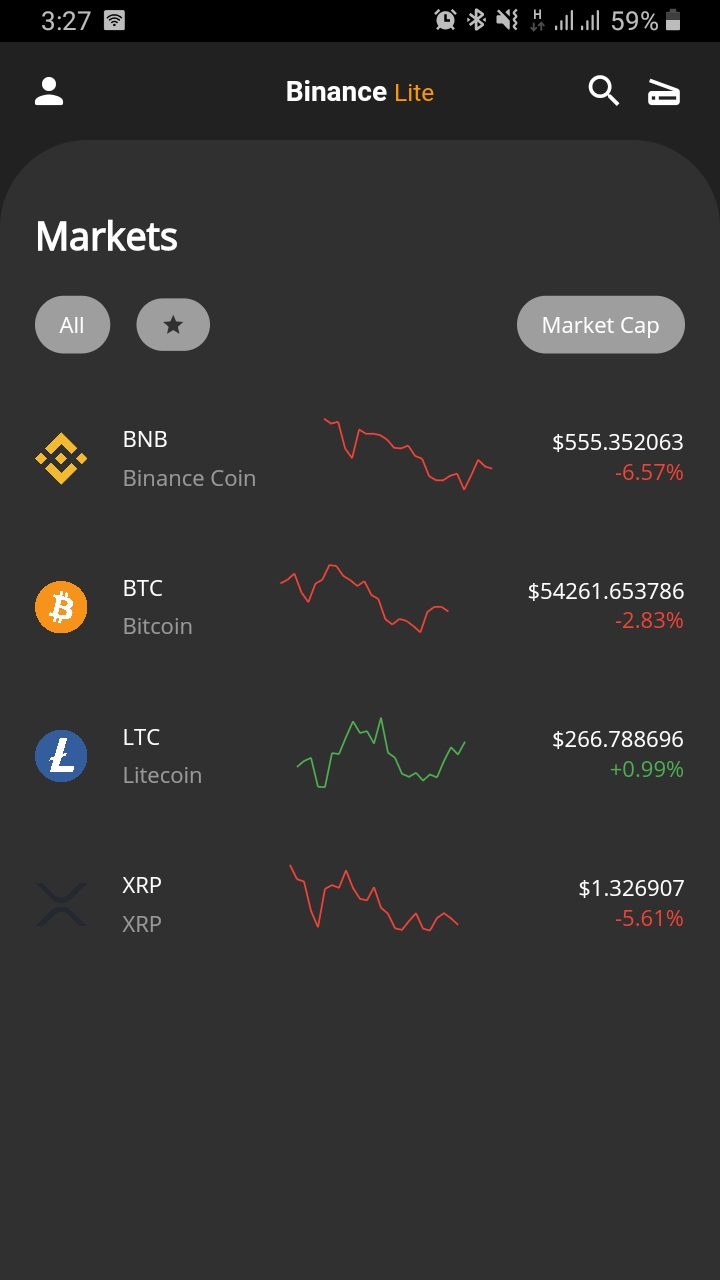 3:27 H 59%
Binance Lite
Markets
All Market Cap
BNB $555.352063
Binance Coin -6.57%
BTC $54261.653786
Bitcoin -2.83%
LTC $266.788696
Litecoin +0.99%
XRP $1.326907
XRP -5.61%